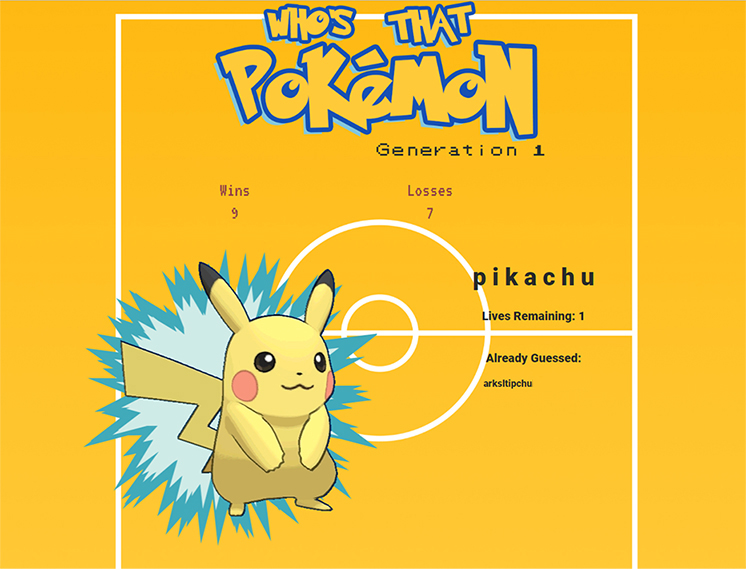 WHO'S THAT
POKéMON
Generation 1
Wins
Losses
9
7
pikachu
Lives Remaining: 1
Already Guessed:
arksltipchu